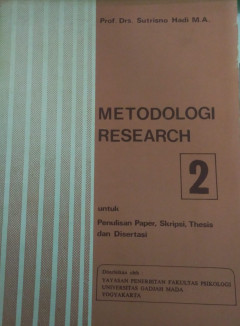 Prof Drs. Sutrisno Hadi M.A.
METODOLOGI
RESEARCH
2
untuk
Penulisan Paper, Skripsi, Thesis
dan Disertasi
Diterbitkan oleh
YAYASAN PENERBITAN FAKULTAS PSIKOLOGI
UNIVERSITAS GADJAH MADA
YOGYAKARTA